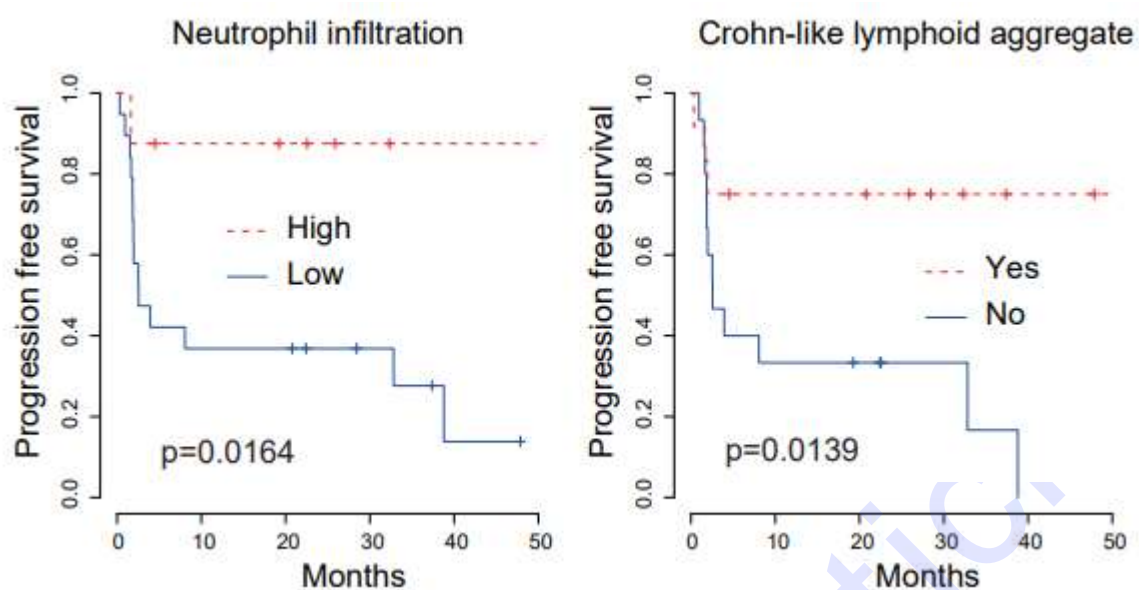 Neutrophil infiltration
Progression free survival
1.0
0.8
0.6
0.4
0.2
0.0
High
Low
p=0.0164
0 10 20 30 40 50
Months
Crohn-like lymphoid aggregate
Progression free survival
1.0
0.8
0.6
0.4
0.2
0.0
Yes
No
p=0.0139
0 10 20 30 40 50
Months